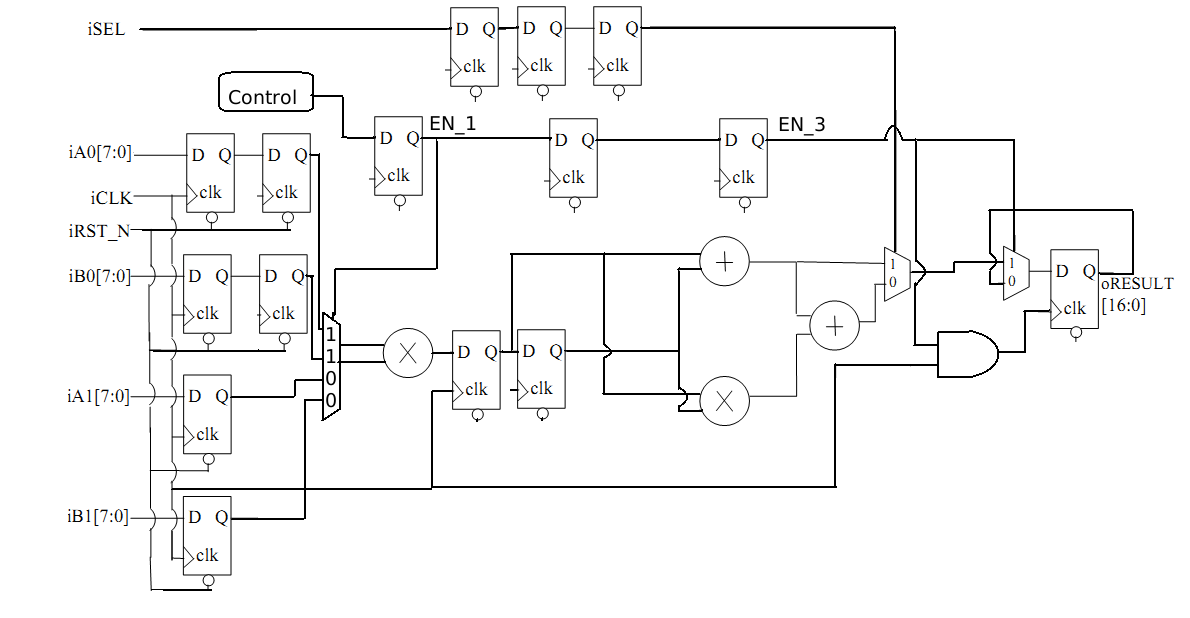 iSEL
D Q D Q D Q
clk clk clk
Control
EN_1
EN_3
D Q D Q D Q
clk clk clk
iA0[7:0]
D Q D Q
clk clk
iCLK
iRST_N
iB0[7:0]
D Q D Q
clk clk
1
1
0
0
D Q D Q
clk clk
1
0
1
0
D Q
clk
oRESULT
[16:0]
iA1[7:0]
D Q
clk
iB1[7:0]
D Q
clk